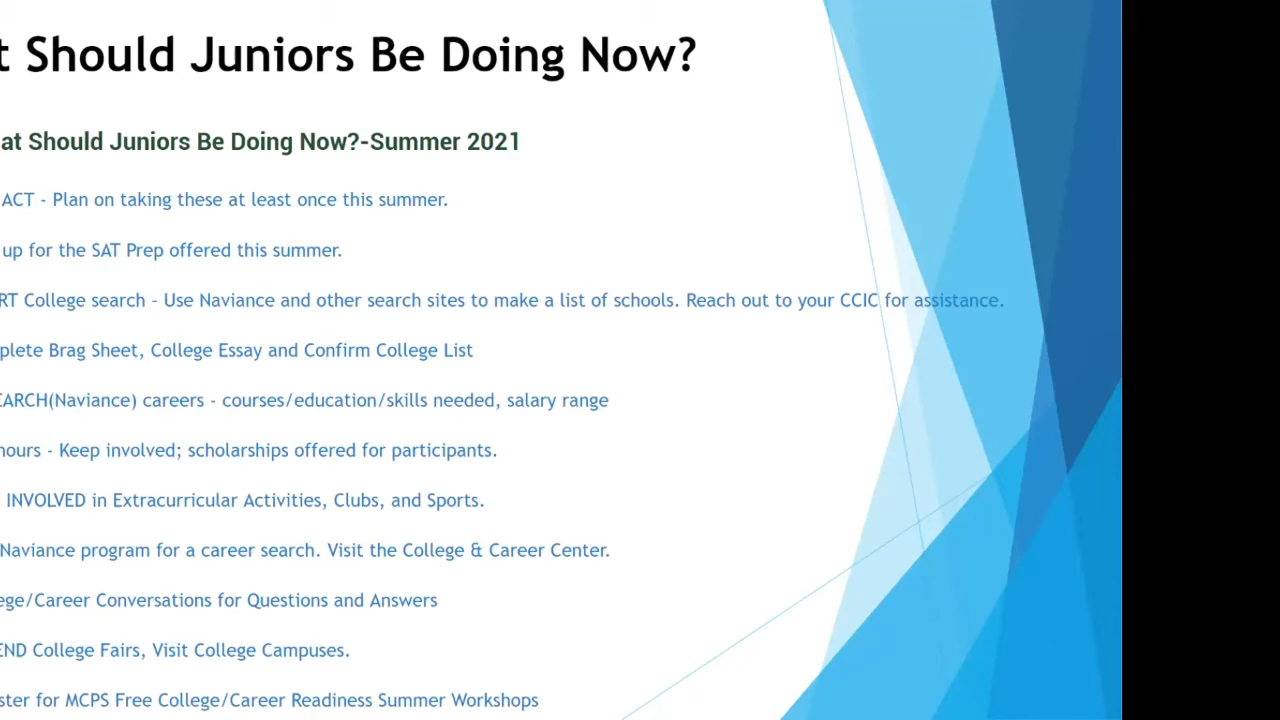 t Should Juniors Be Doing Now?
at Should Juniors Be Doing Now?-Summer 2021
ACT - Plan on taking these at least once this summer.
up for the SAT Prep offered this summer.
RT College search - Use Naviance and other search sites to make a list of schools. Reach out to your CCIC for assistance.
plete Brag Sheet, College Essay and Confirm College List
EARCH(Naviance) careers - courses/education/skills needed, salary range
hours - Keep involved; scholarships offered for participants.
INVOLVED in Extracurricular Activities, Clubs, and Sports.
Naviance program for a career search. Visit the College & Career Center.
ege/Career Conversations for Questions and Answers
END College Fairs, Visit College Campuses.
ster for MCPS Free College/Career Readiness Summer Workshops